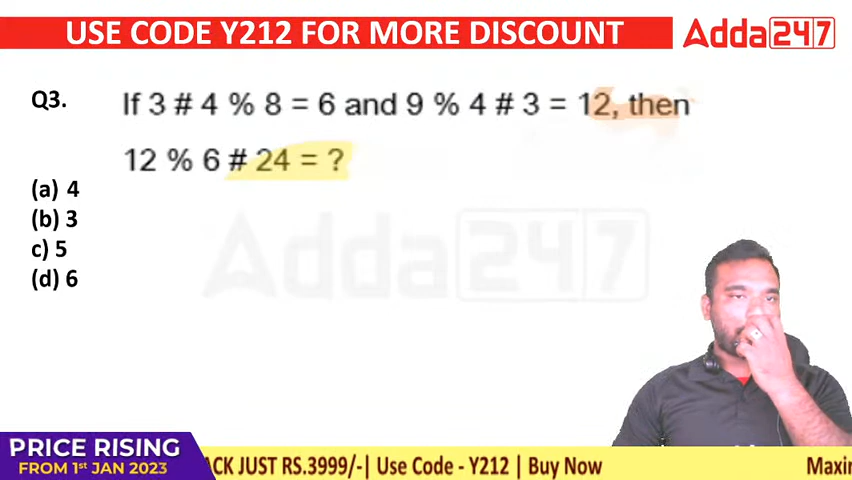 USE CODE Y212 FOR MORE DISCOUNT
Adda247
Q3.
If 3 # 4 % 8 = 6 and 9 % 4 # 3 = 12, then
12 % 6 # 24 = ?
(a) 4
(b) 3
c) 5
(d) 6
Adda247
PRICE RISING
FROM 1ST JAN 2023
ACK JUST RS.3999/-| Use Code - Y212 | Buy Now
Maxin